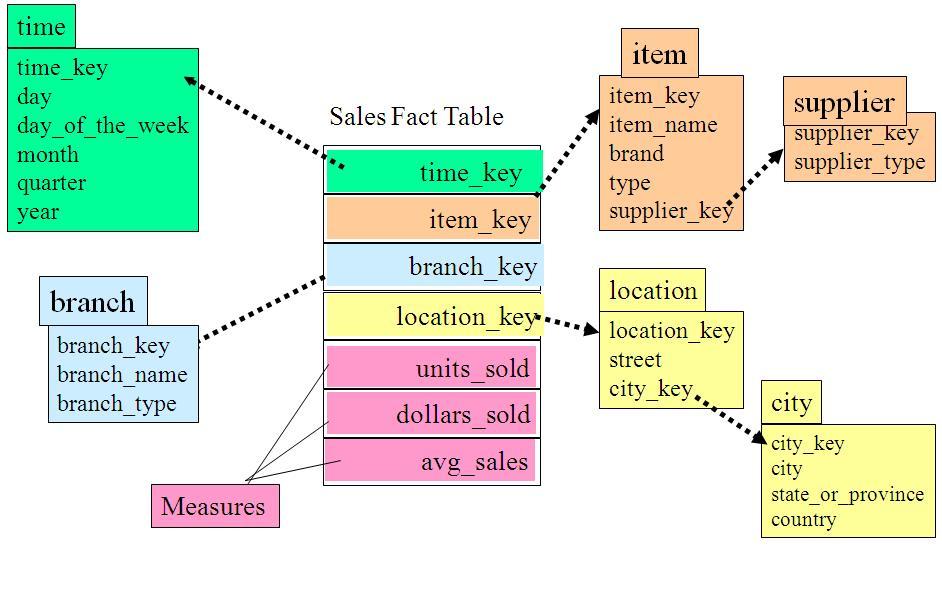 time
time_key
day
day_of_the_week
month
quarter
year
Sales Fact Table
time_key
item_key
branch_key
location_key
units_sold
dollars_sold
avg_sales
Measures
branch
branch_key
branch_name
branch_type
item
item_key
item_name
brand
type
supplier_key
supplier
supplier_key
supplier_type
location
location_key
street
city_key
city
city_key
city
state_or_province
country